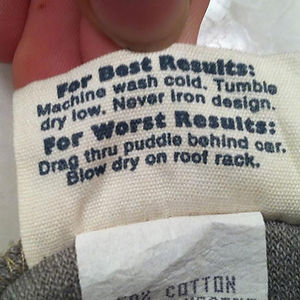 For Best Results:
Machine wash cold. Tumble
dry low. Never iron design.
For Worst Results:
Drag thru puddle behind car.
Blow dry on roof rack.
COTTON